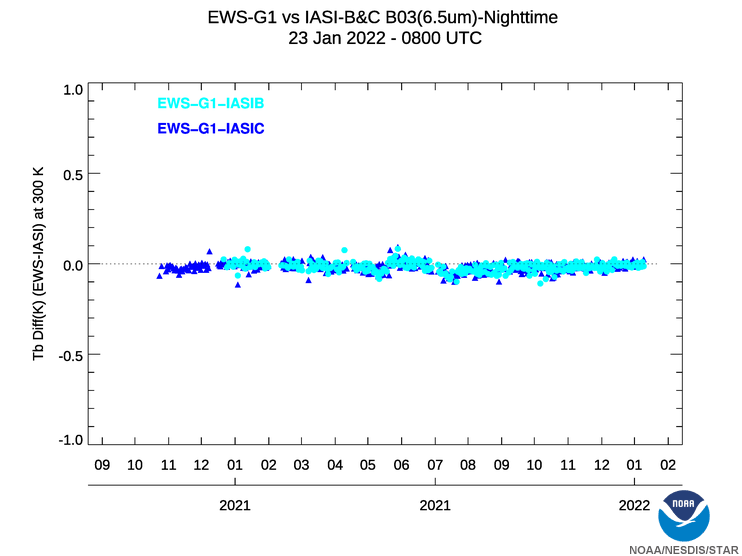 EWS-G1 vs IASI-B&C B03(6.5um)-Nighttime
23 Jan 2022 - 0800 UTC
1.0
EWS-G1-IASIB
EWS-G1-IASIC
0.5
0.0
-0.5
-1.0
Tb Diff(K) (EWS-IASI) at 300 K
09 10 11 12 01 02 03 04 05 06 07 08 09 10 11 12 01 02
2021 2021 2022
NOAA
NOAA/NESDIS/STAR